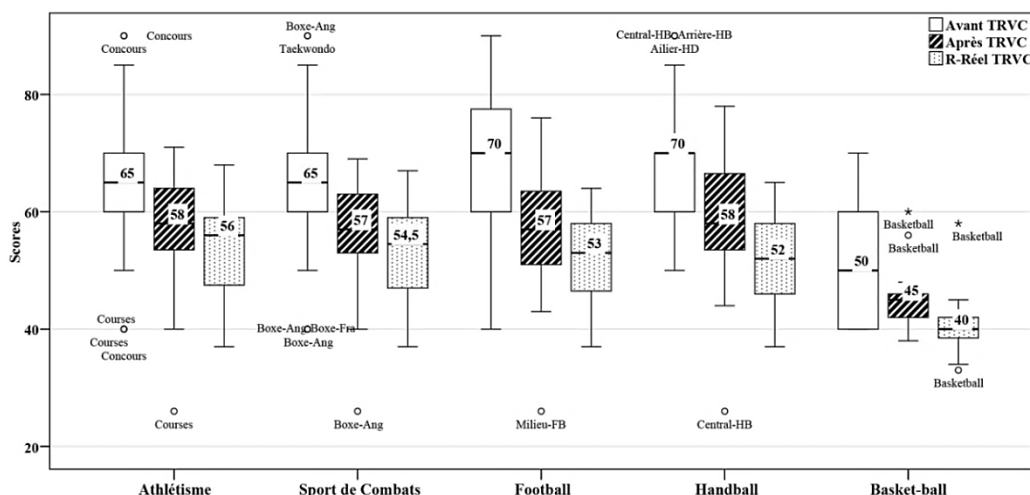 Avant TRVC
Après TRVC
R-Réel TRVC
Scores
80
60
40
20
Concours
Concours
65
58
56
Courses
Courses
Concours
Courses
Boxe-Ang
Taekwondo
65
57
54,5
Boxe-Ang Boxe-Fra
Boxe-Ang
Boxe-Ang
70
57
53
Milieu-FB
Central-HB Arrière-HB
Ailier-HD
70
58
52
Central-HB
50
45
40
Basketball
Basketball
Basketball
Basketball
Athlétisme
Sport de Combats
Football
Handball
Basket-ball